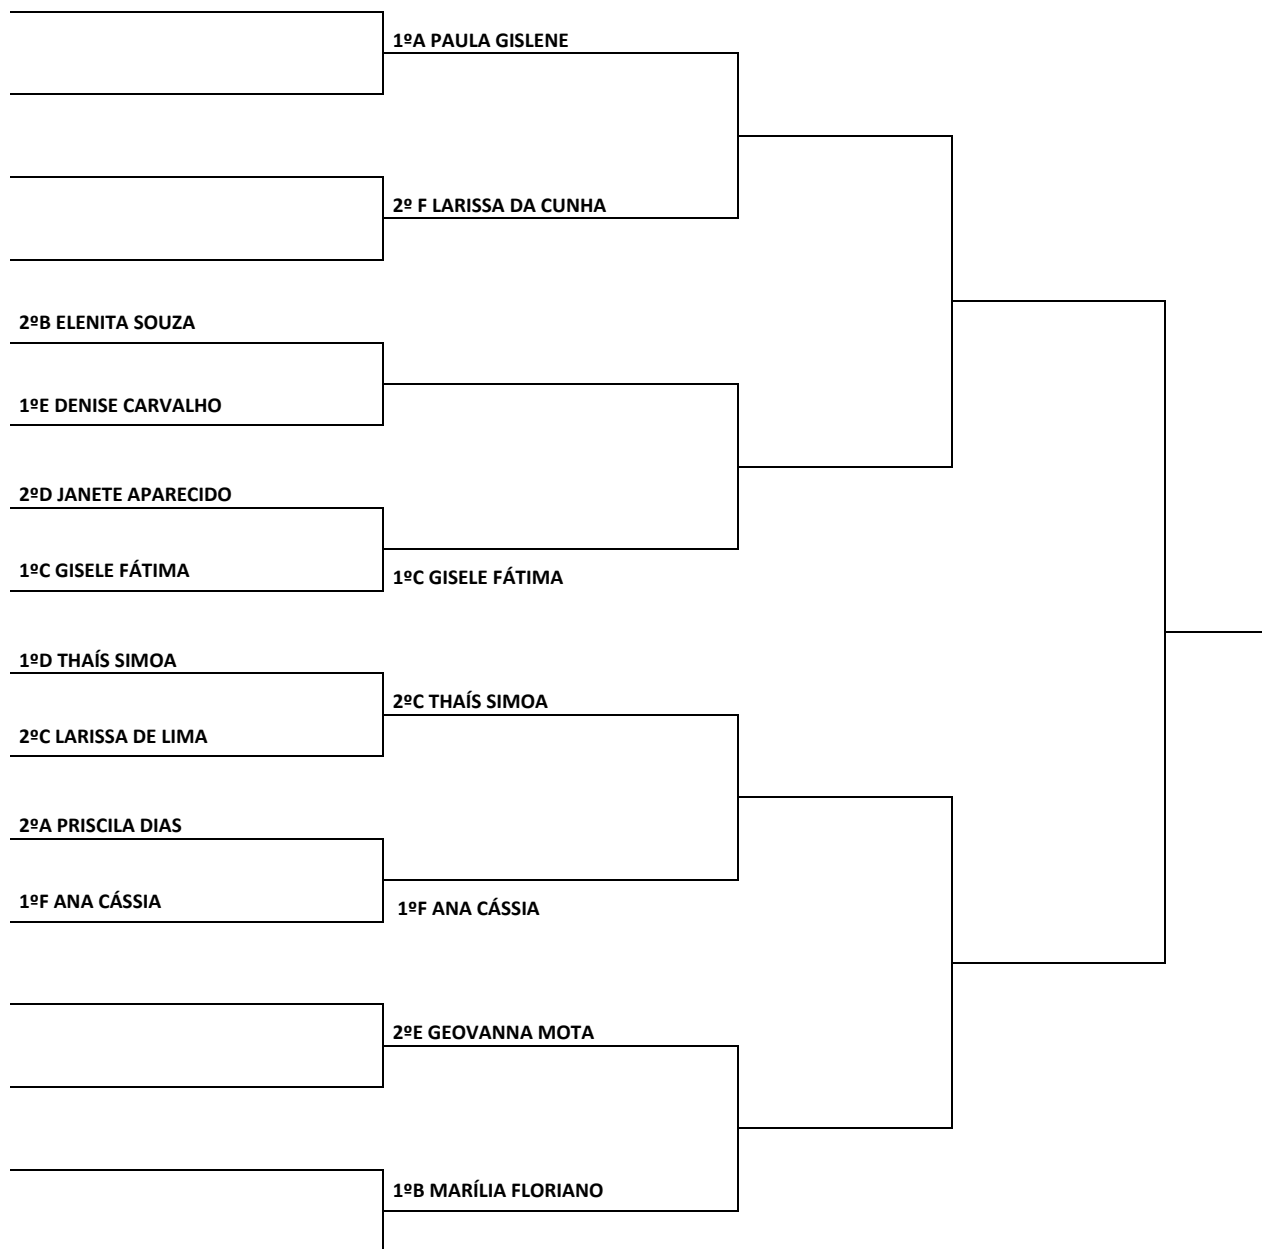 1ºA PAULA GISLENE
2º F LARISSA DA CUNHA
2ºB ELENITA SOUZA
1ºE DENISE CARVALHO
2ºD JANETE APARECIDO
1ºC GISELE FÁTIMA
1ºC GISELE FÁTIMA
1ºD THAÍS SIMOA
2ºC THAÍS SIMOA
2ºC LARISSA DE LIMA
2ºA PRISCILA DIAS
1ºF ANA CÁSSIA
1ºF ANA CÁSSIA
2ºE GEOVANNA MOTA
1ºB MARÍLIA FLORIANO